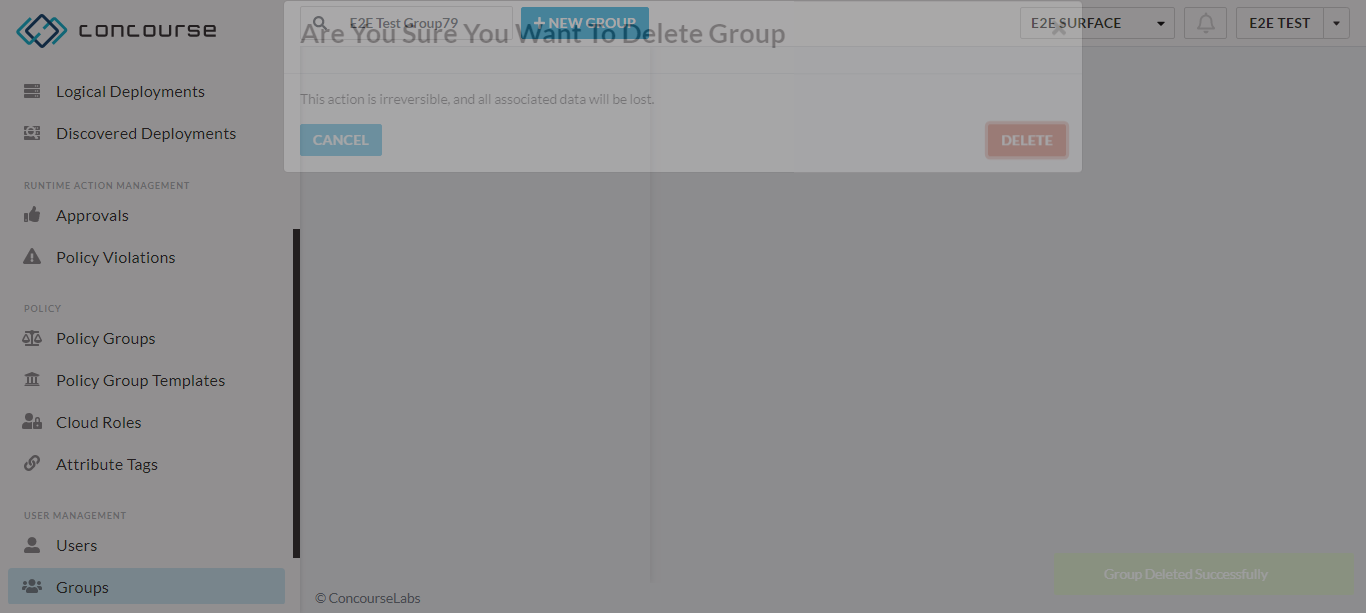 concourse
Logical Deployments
Discovered Deployments
RUNTIME ACTION MANAGEMENT
Approvals
Policy Violations
POLICY
Policy Groups
Policy Group Templates
Cloud Roles
Attribute Tags
USER MANAGEMENT
Users
Groups
E2E Test Group79
+ NEW GROUP
E2E SURFACE
E2E TEST
Are You Sure You Want To Delete Group
This action is irreversible, and all associated data will be lost.
CANCEL
DELETE
Group Deleted Successfully
© ConcourseLabs